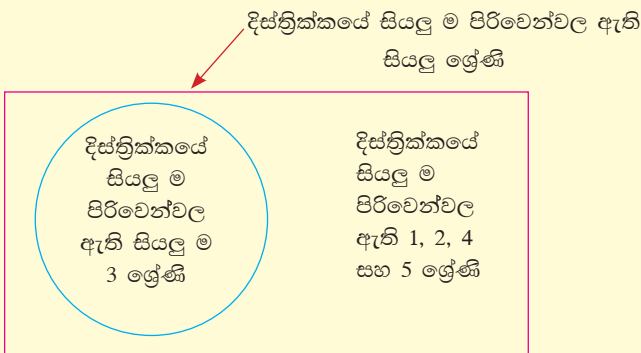 දිස්ත්‍රික්කයේ සියලු ම පිරිවෙන්වල ඇති
සියලු ශ්‍රේණි
දිස්ත්‍රික්කයේ
සියලු ම
පිරිවෙන්වල
ඇති සියලු ම
3 ශ්‍රේණි
දිස්ත්‍රික්කයේ
සියලු ම
පිරිවෙන්වල
ඇති 1, 2, 4
සහ 5 ශ්‍රේණි